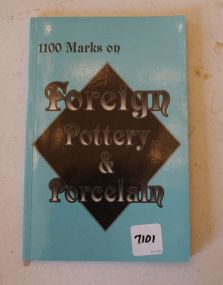 1100 Marks on
Foreign
Pottery
&
Porcelain
7101